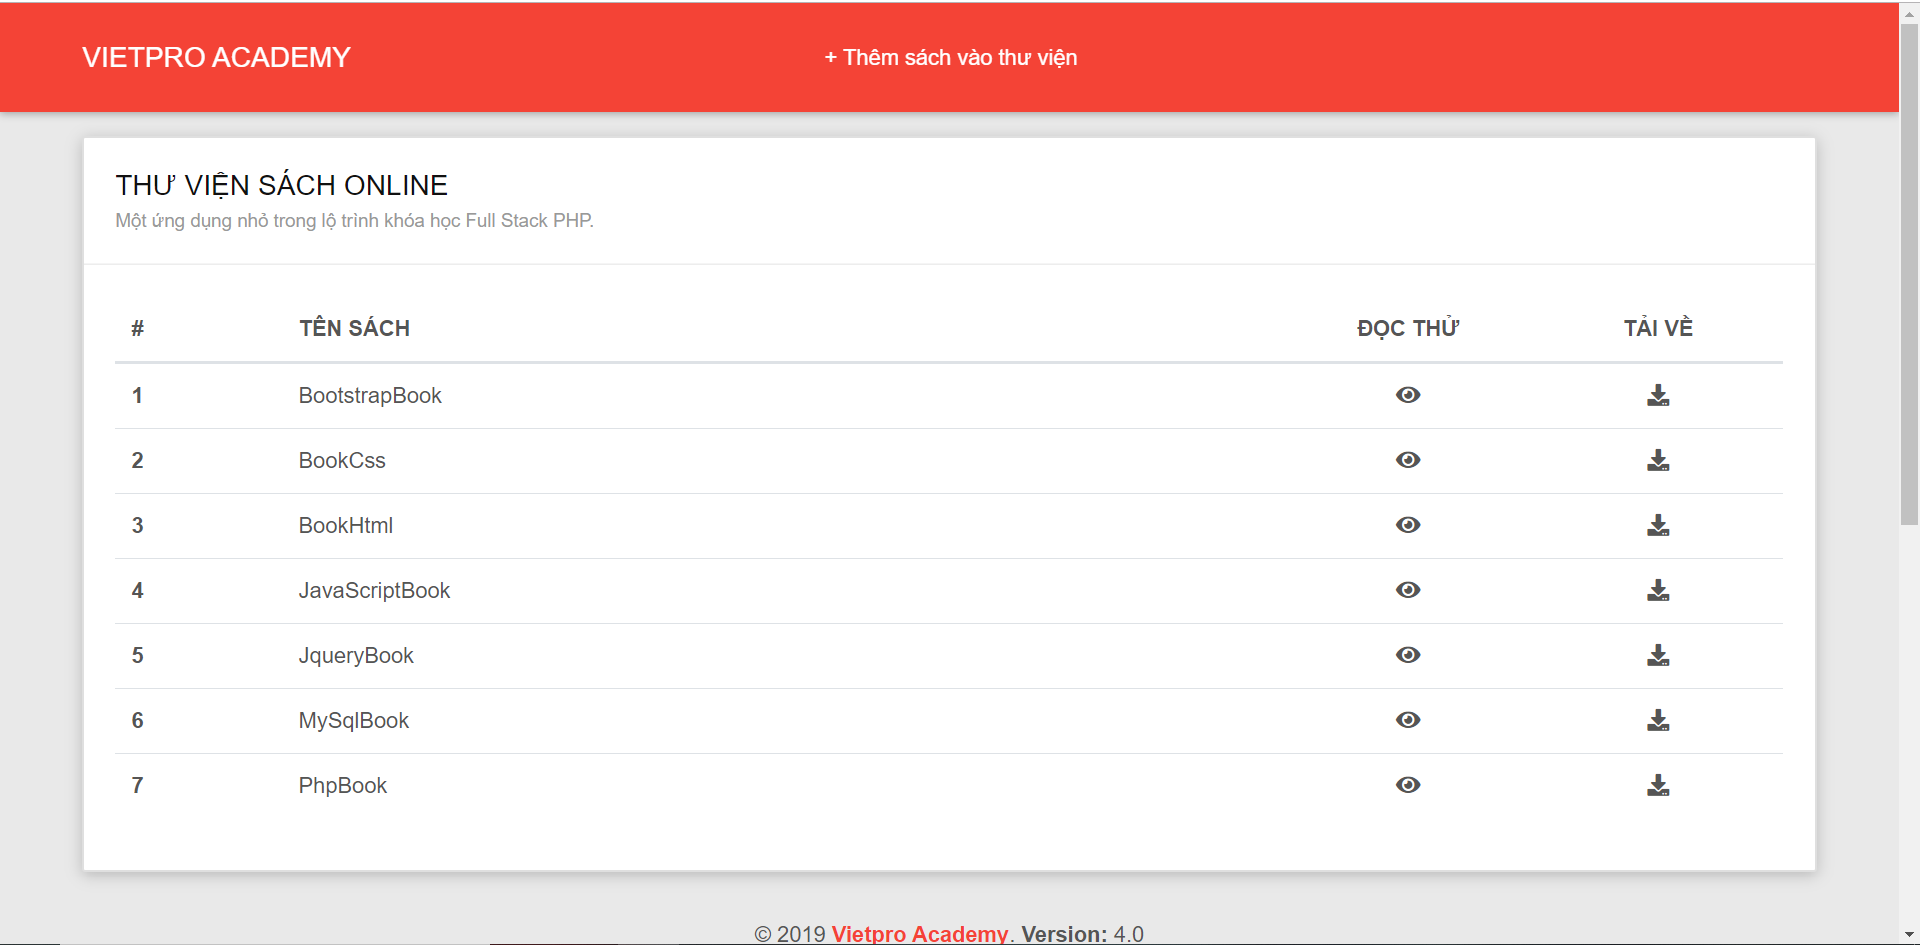 VIETPRO ACADEMY
+ Thêm sách vào thư viện
THƯ VIỆN SÁCH ONLINE
Một ứng dụng nhỏ trong lộ trình khóa học Full Stack PHP.
# TÊN SÁCH ĐỌC THỬ TẢI VỀ
1 BootstrapBook
2 BookCss
3 BookHtml
4 JavaScriptBook
5 JqueryBook
6 MySqlBook
7 PhpBook
© 2019 Vietpro Academy. Version: 4.0